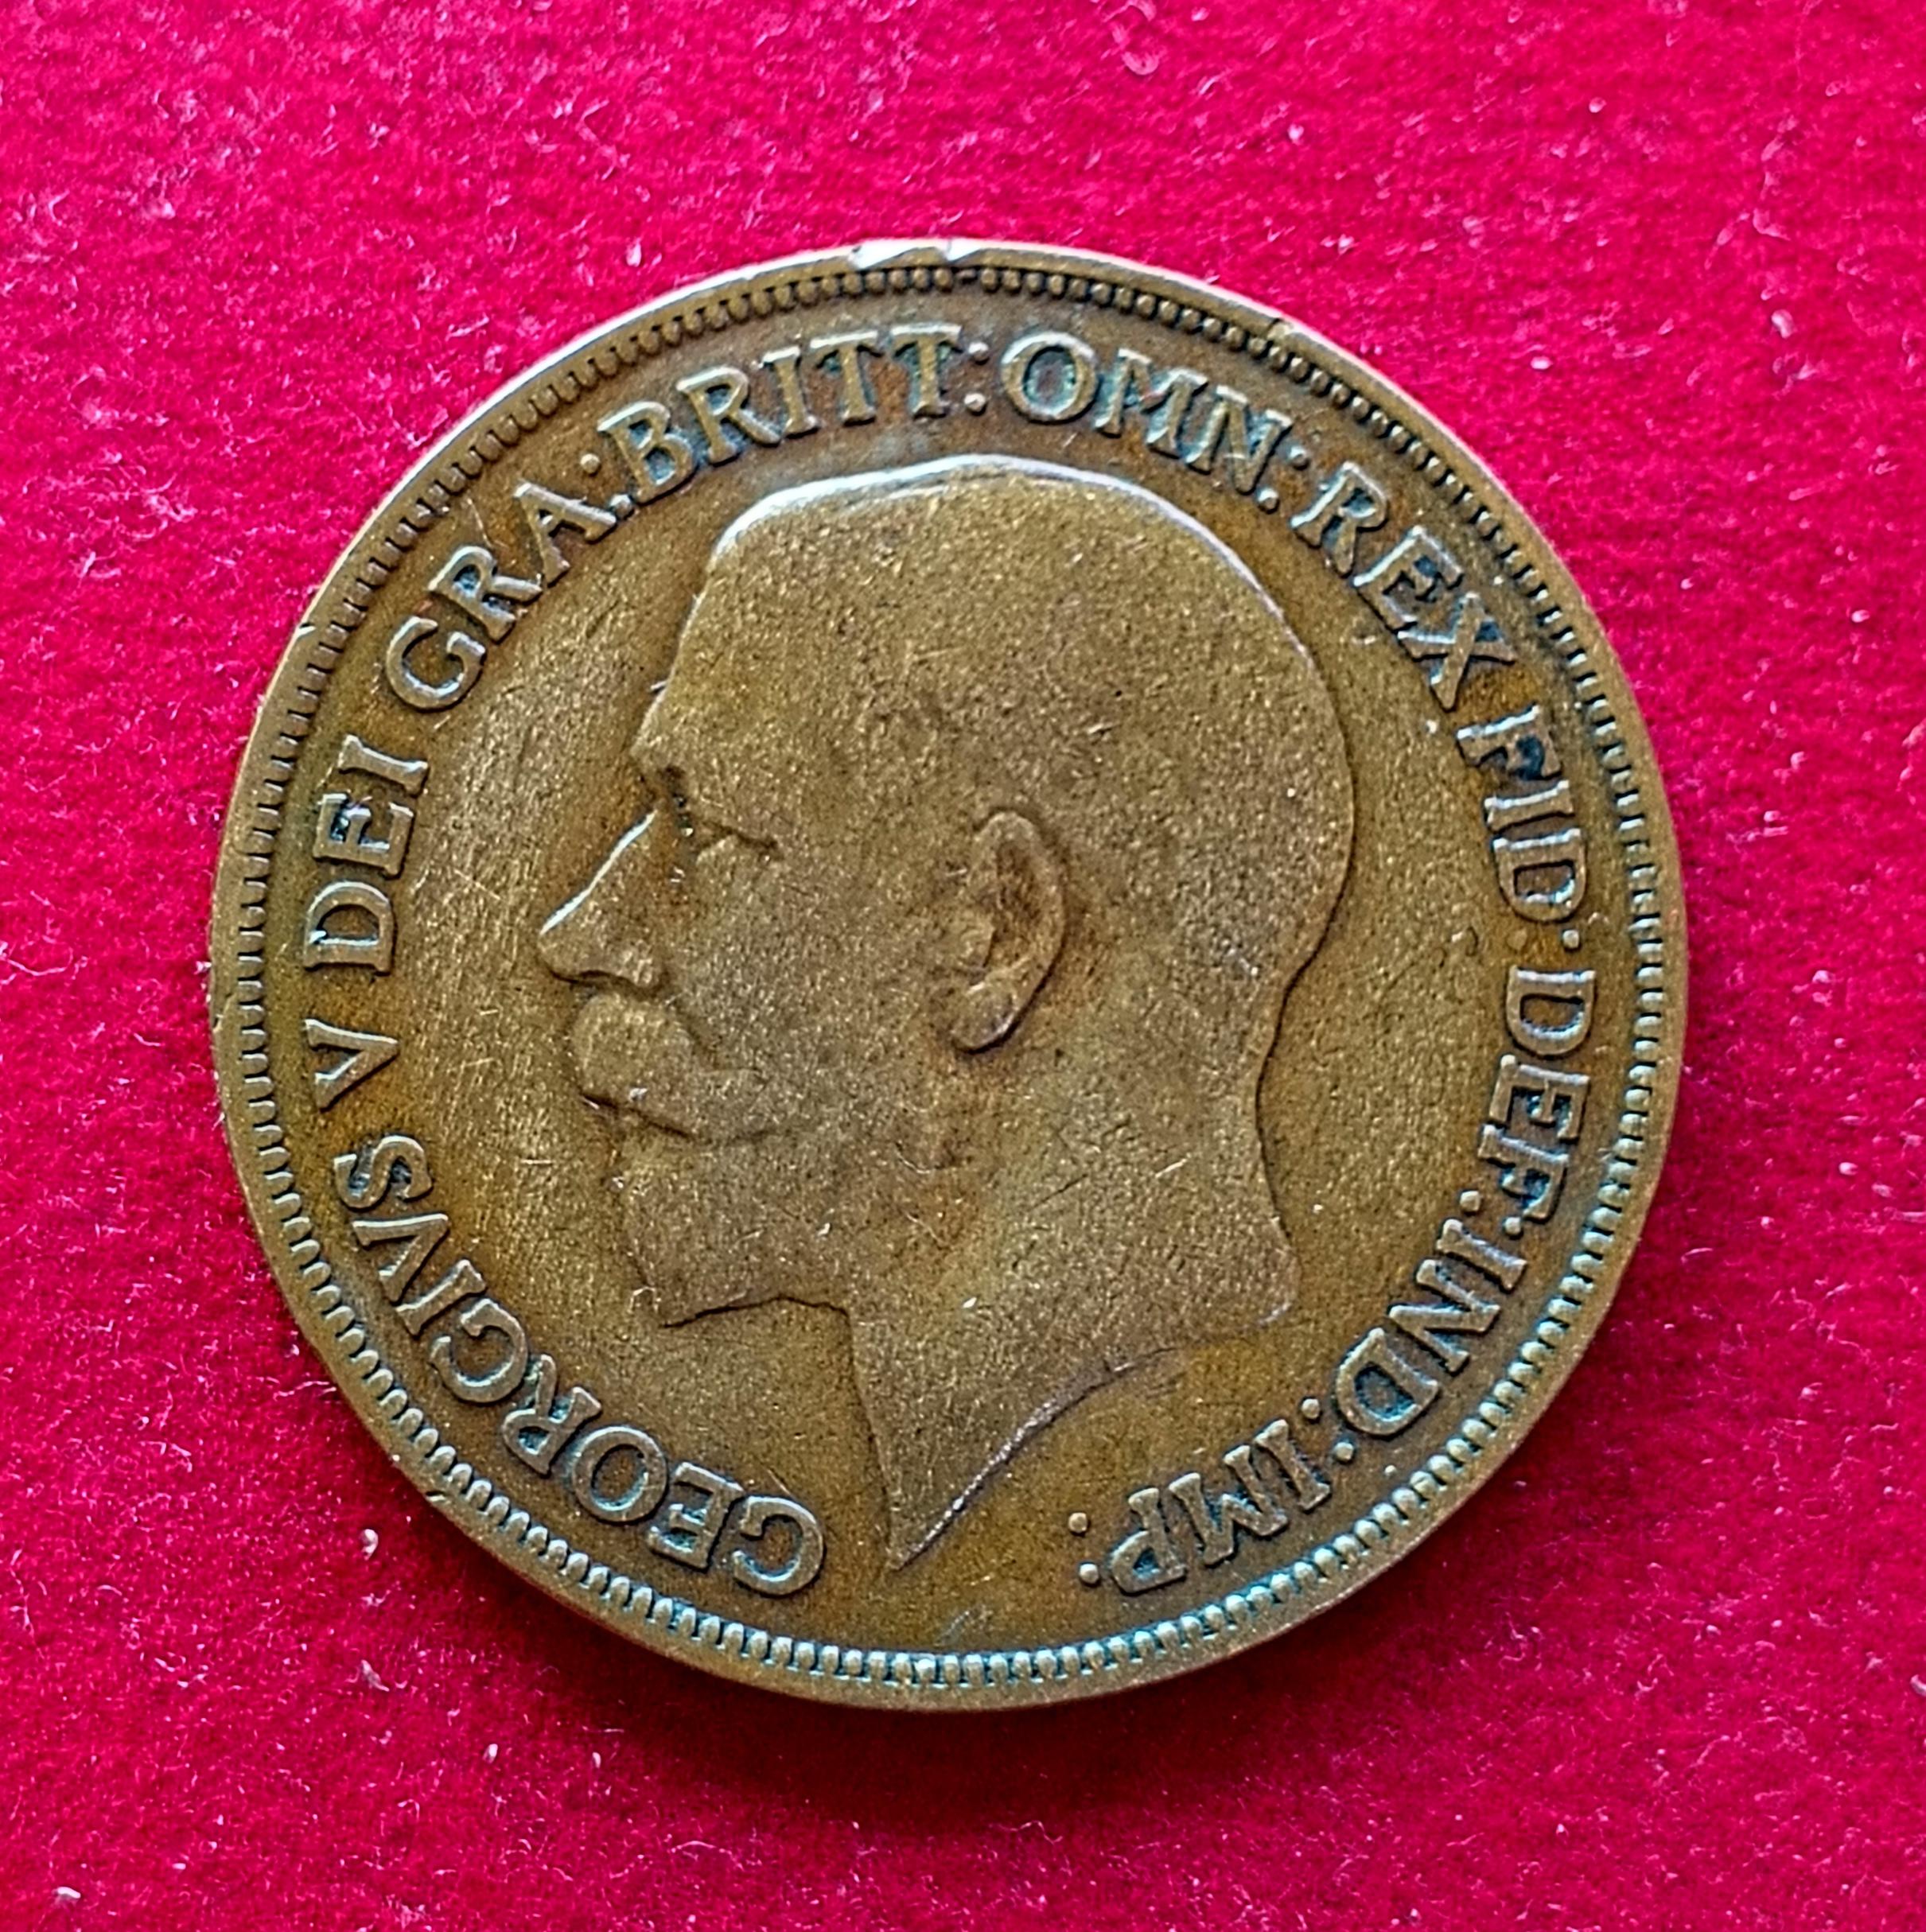 GEORGIVS V DEI GRA:BRITT:OMN:REX FID:DEF:IND:IMP: